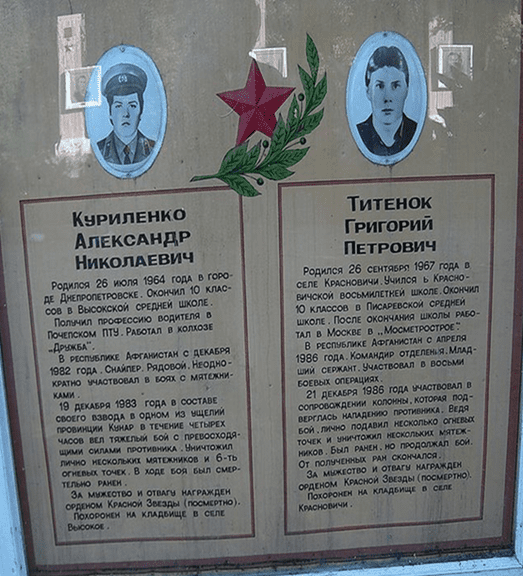 Куриленко
Александр
Николаевич
Родился 26 июля 1964 года в горо-
де Днепропетровске. Окончил 10 клас-
сов в Высокской средней школе.
Получил профессию водителя в
Почепском ПТУ. Работал в колхозе
„Дружба".
В республике Афганистан с декабря
1982 года. Снайпер. Рядовой. Неодно-
кратно участвовал в боях с мятежни-
ками.
19 декабря 1983 года в составе
своего взвода в одном из ущелий
провинции Кунар в течение четырех
часов вел тяжелый бой с превосходя-
щими силами противника. Уничтожил
лично нескольких мятежников и 6-ть
огневых точек. В ходе боя был смер-
тельно ранен.
За мужество и отвагу награжден
орденом Красной Звезды (посмертно).
Похоронен на кладбище в селе
Высокое.
Титенок
Григорий
Петрович
Родился 26 сентября 1967 года в
селе Красновичи. Учился в Красно-
вичской восьмилетней школе. Окончил
10 классов в Писаревской средней
школе. После окончания школы рабо-
тал в Москве в „Мосметрострое".
В республике Афганистан с апреля
1986 года. Командир отделенья. Млад-
ший сержант. Участвовал в восьми
боевых операциях.
21 декабря 1986 года участвовал в
сопровождении колонны, которая под-
верглась нападению противника. Ведя
бой, лично подавил несколько огневых
точек и уничтожил нескольких мятеж-
ников. Был ранен, но продолжал бой.
От полученных ран скончался.
За мужество и отвагу награжден
орденом Красной Звезды (посмертно).
Похоронен на кладбище в селе
Красновичи.